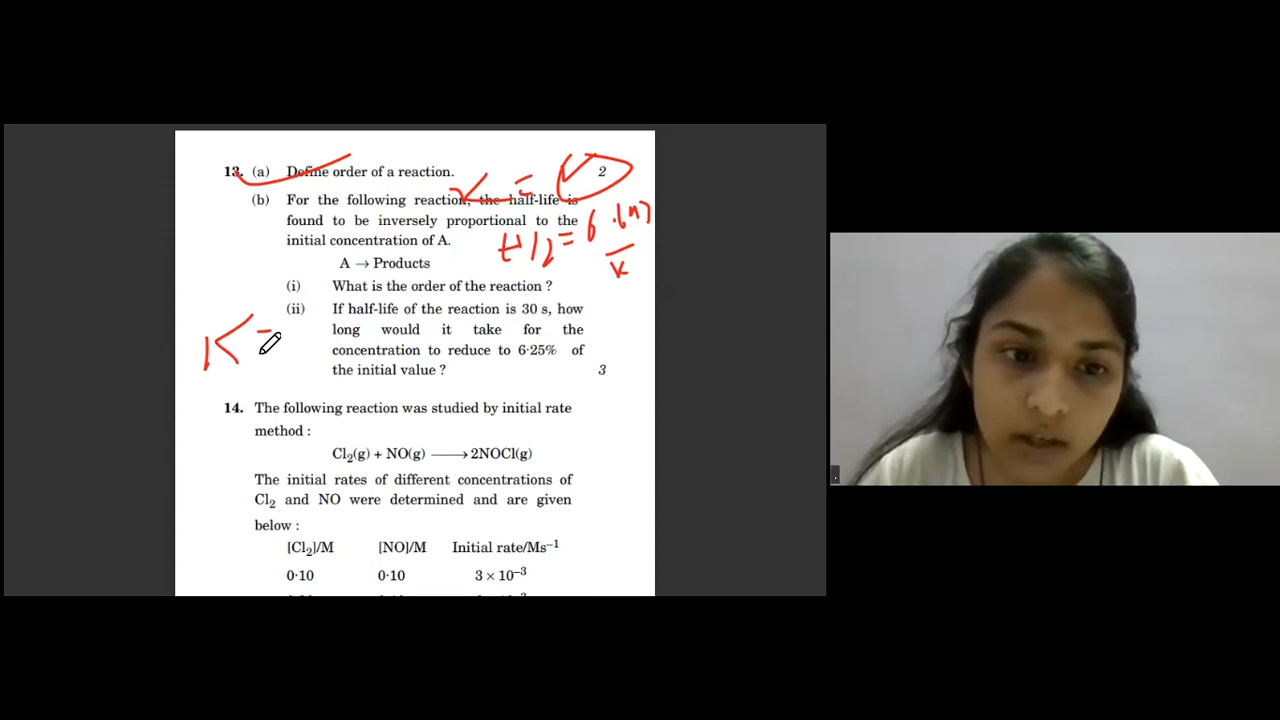 13. (a) Define order of a reaction. 2
(b) For the following reaction, the half-life is
found to be inversely proportional to the
initial concentration of A.
t1/2 =
K
A → Products
(i) What is the order of the reaction ?
(ii) If half-life of the reaction is 30 s, how
long would it take for the
concentration to reduce to 6·25% of
the initial value ? 3
K =
14. The following reaction was studied by initial rate
method :
Cl₂(g) + NO(g) ⟶ 2NOCl(g)
The initial rates of different concentrations of
Cl₂ and NO were determined and are given
below :
[Cl₂]/M [NO]/M Initial rate/Ms⁻¹
0·10 0·10 3 × 10⁻³